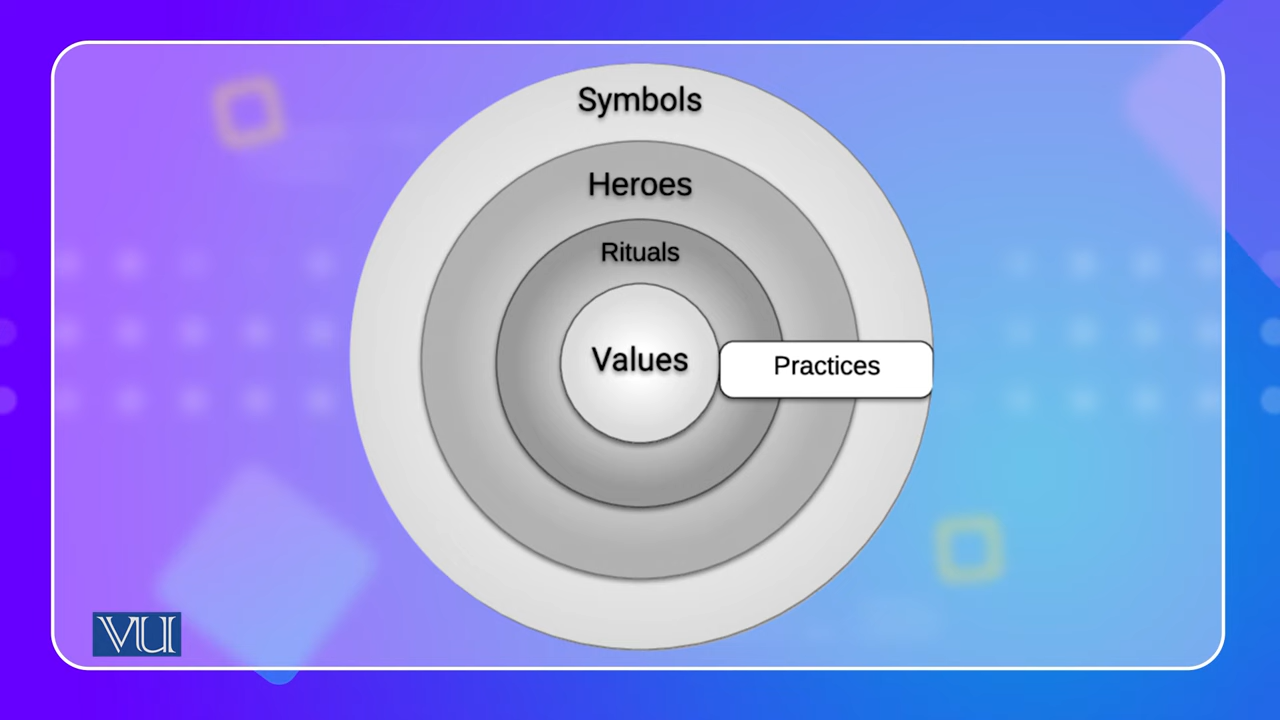 Symbols
Heroes
Rituals
Values
Practices
VU